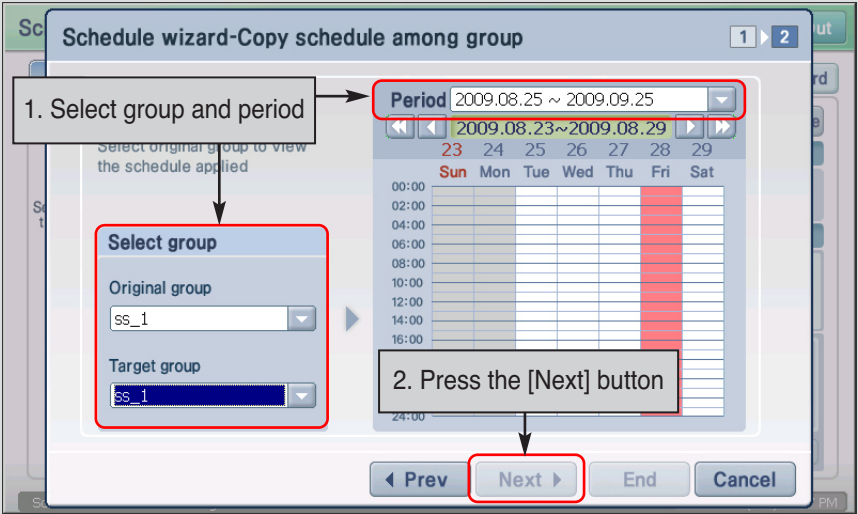 Sc
Schedule wizard-Copy schedule among group
1
2
ut
rd
1. Select group and period
Period 2009.08.25 ~ 2009.09.25
2009.08.23~2009.08.29
Select original group to view
the schedule applied
23 24 25 26 27 28 29
Sun Mon Tue Wed Thu Fri Sat
00:00
02:00
04:00
06:00
08:00
10:00
12:00
14:00
16:00
24:00
Select group
Original group
ss_1
Target group
ss_1
2. Press the [Next] button
Prev
Next
End
Cancel
PM